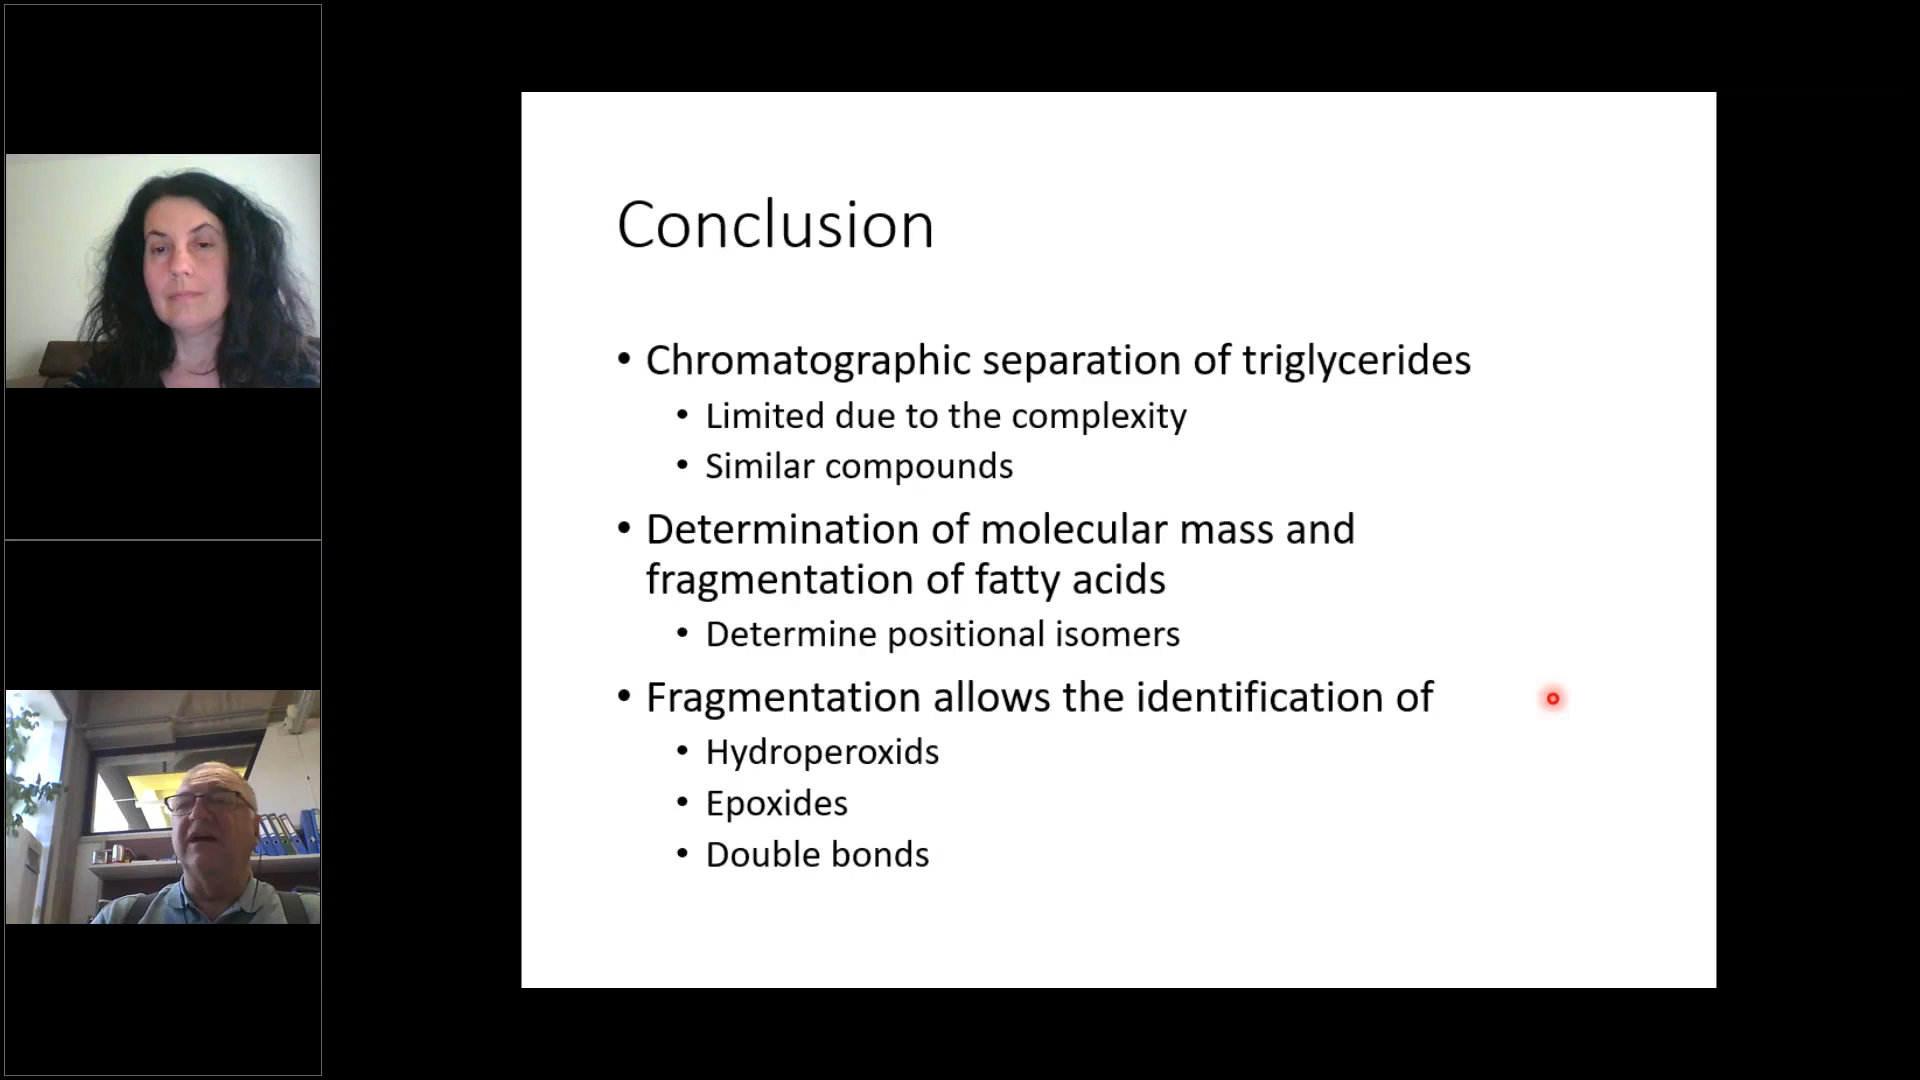 Conclusion
• Chromatographic separation of triglycerides
• Limited due to the complexity
• Similar compounds
• Determination of molecular mass and
fragmentation of fatty acids
• Determine positional isomers
• Fragmentation allows the identification of
• Hydroperoxids
• Epoxides
• Double bonds